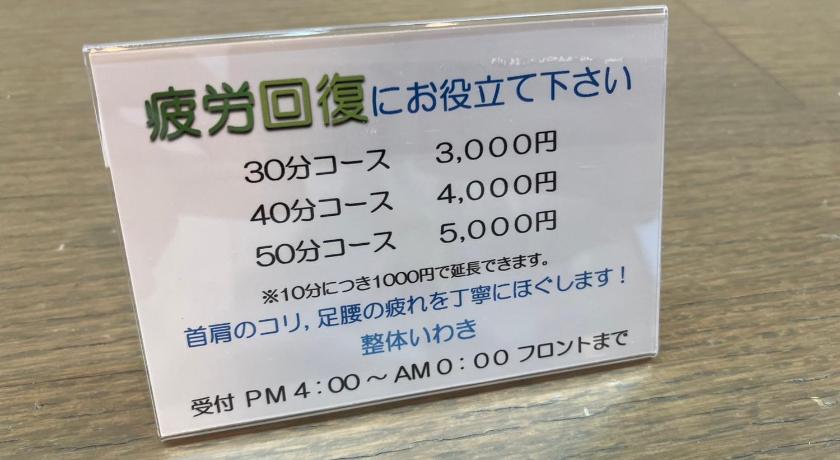 疲労回復にお役立て下さい
30分コース 3,000円
40分コース 4,000円
50分コース 5,000円
※10分につき1000円で延長できます。
首肩のコリ,足腰の疲れを丁寧にほぐします!
整体いわき
受付 PM4:00~AM0:00 フロントまで